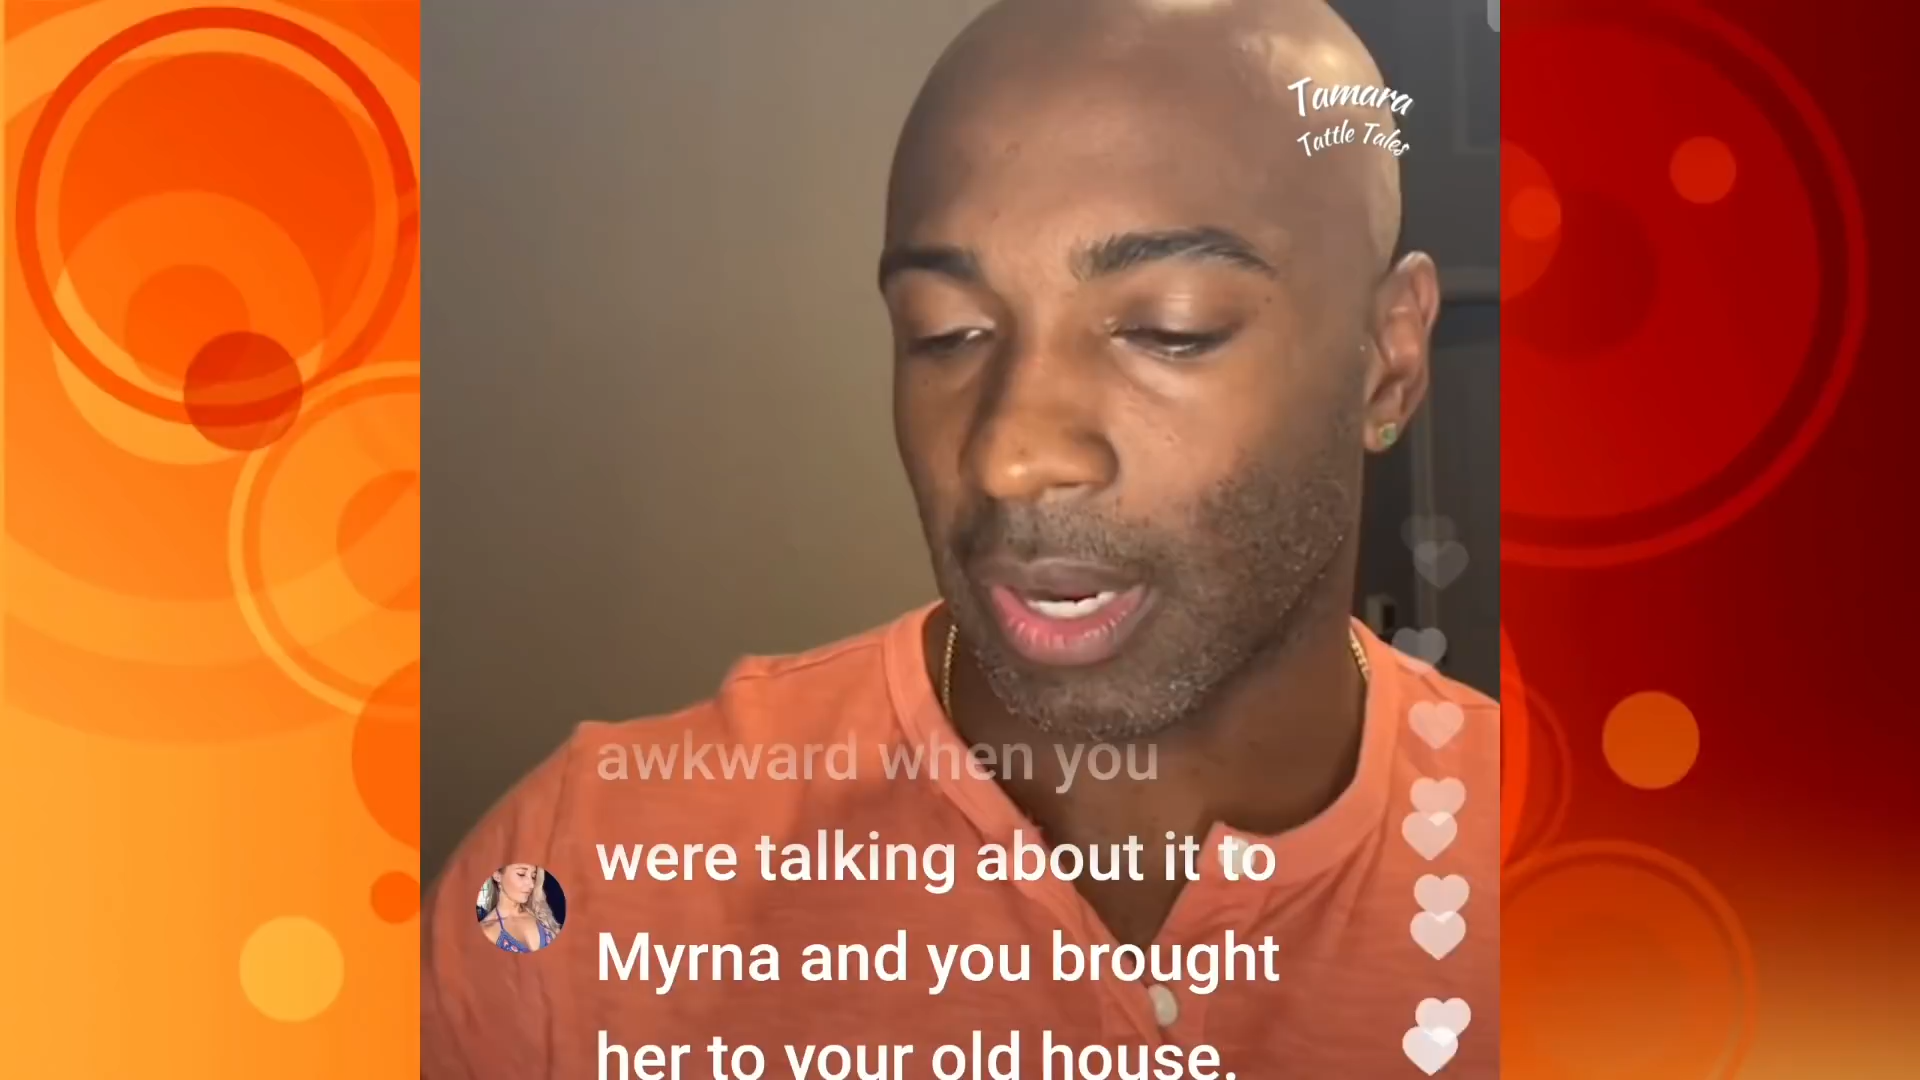 Tamara
Tattle Tales
awkward when you
were talking about it to
Myrna and you brought
her to your old house.